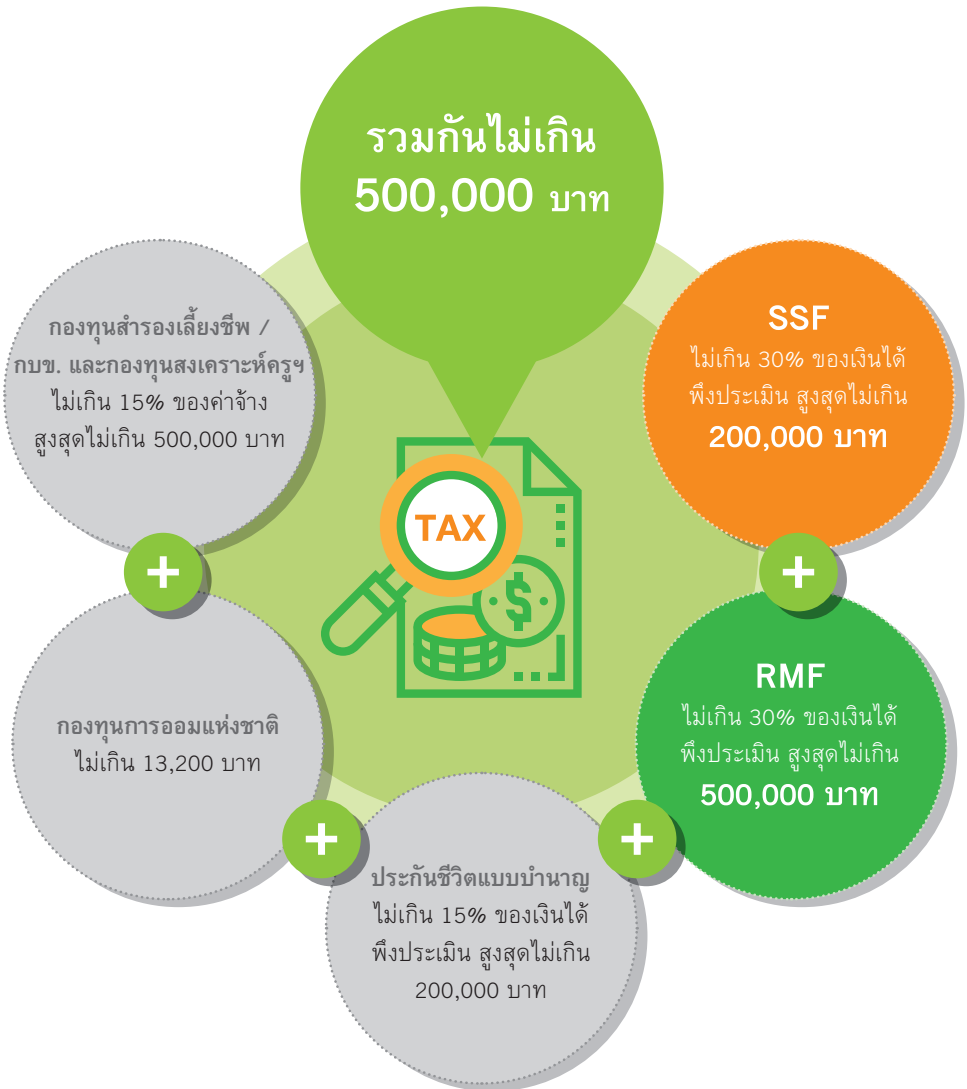 รวมกันไม่เกิน
500,000 บาท
กองทุนสำรองเลี้ยงชีพ /
กบข. และกองทุนสงเคราะห์ครูฯ
ไม่เกิน 15% ของค่าจ้าง
สูงสุดไม่เกิน 500,000 บาท
SSF
ไม่เกิน 30% ของเงินได้
พึงประเมิน สูงสุดไม่เกิน
200,000 บาท
TAX
$
+
+
กองทุนการออมแห่งชาติ
ไม่เกิน 13,200 บาท
RMF
ไม่เกิน 30% ของเงินได้
พึงประเมิน สูงสุดไม่เกิน
500,000 บาท
+
+
ประกันชีวิตแบบบำนาญ
ไม่เกิน 15% ของเงินได้
พึงประเมิน สูงสุดไม่เกิน
200,000 บาท